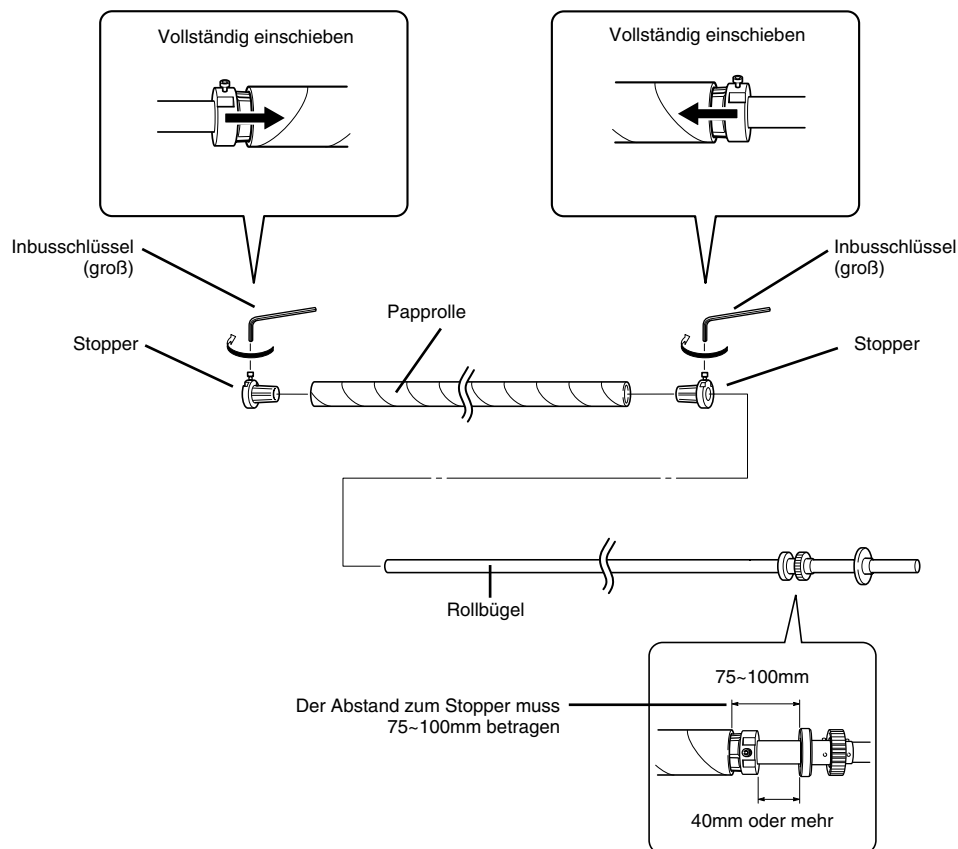 Vollständig einschieben
Vollständig einschieben
Inbusschlüssel
(groß)
Inbusschlüssel
(groß)
Papprolle
Stopper
Stopper
Rollbügel
75~100mm
Der Abstand zum Stopper muss
75~100mm betragen
40mm oder mehr